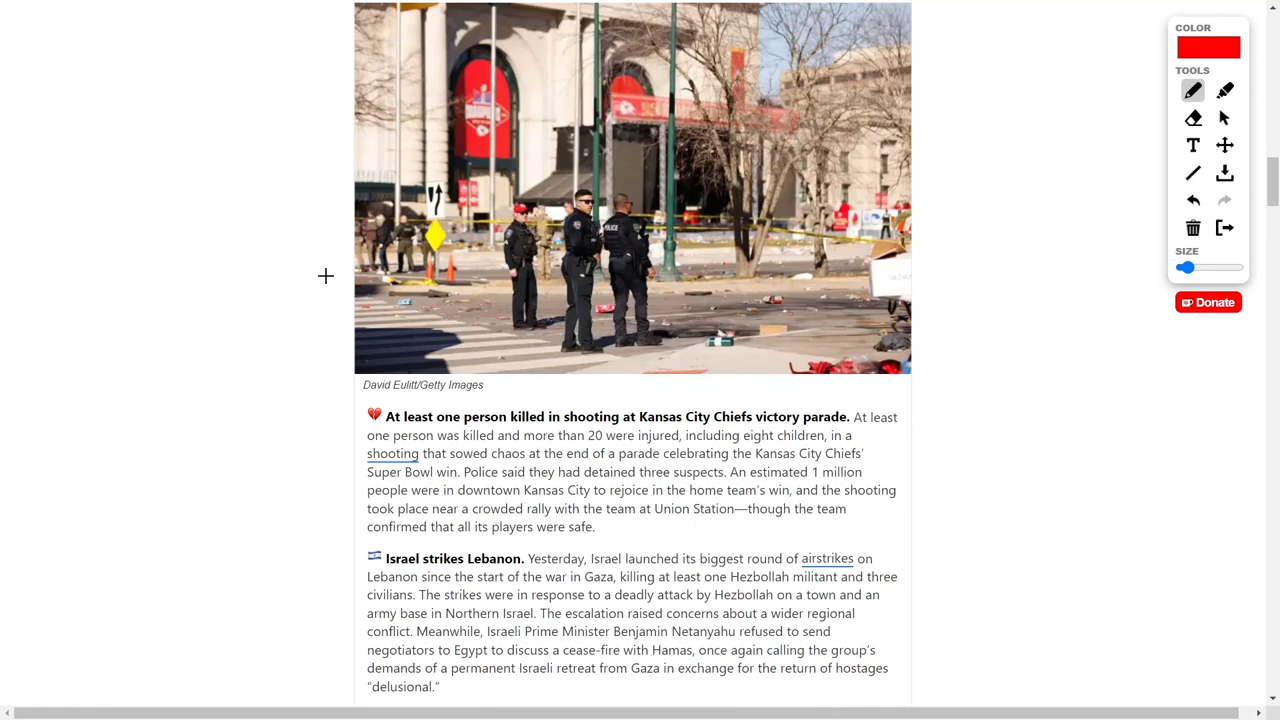 COLOR
TOOLS
T
SIZE
Donate
POLICE
David Eulitt/Getty Images
At least one person killed in shooting at Kansas City Chiefs victory parade. At least
one person was killed and more than 20 were injured, including eight children, in a
shooting that sowed chaos at the end of a parade celebrating the Kansas City Chiefs'
Super Bowl win. Police said they had detained three suspects. An estimated 1 million
people were in downtown Kansas City to rejoice in the home team's win, and the shooting
took place near a crowded rally with the team at Union Station—though the team
confirmed that all its players were safe.
Israel strikes Lebanon. Yesterday, Israel launched its biggest round of airstrikes on
Lebanon since the start of the war in Gaza, killing at least one Hezbollah militant and three
civilians. The strikes were in response to a deadly attack by Hezbollah on a town and an
army base in Northern Israel. The escalation raised concerns about a wider regional
conflict. Meanwhile, Israeli Prime Minister Benjamin Netanyahu refused to send
negotiators to Egypt to discuss a cease-fire with Hamas, once again calling the group's
demands of a permanent Israeli retreat from Gaza in exchange for the return of hostages
“delusional.”